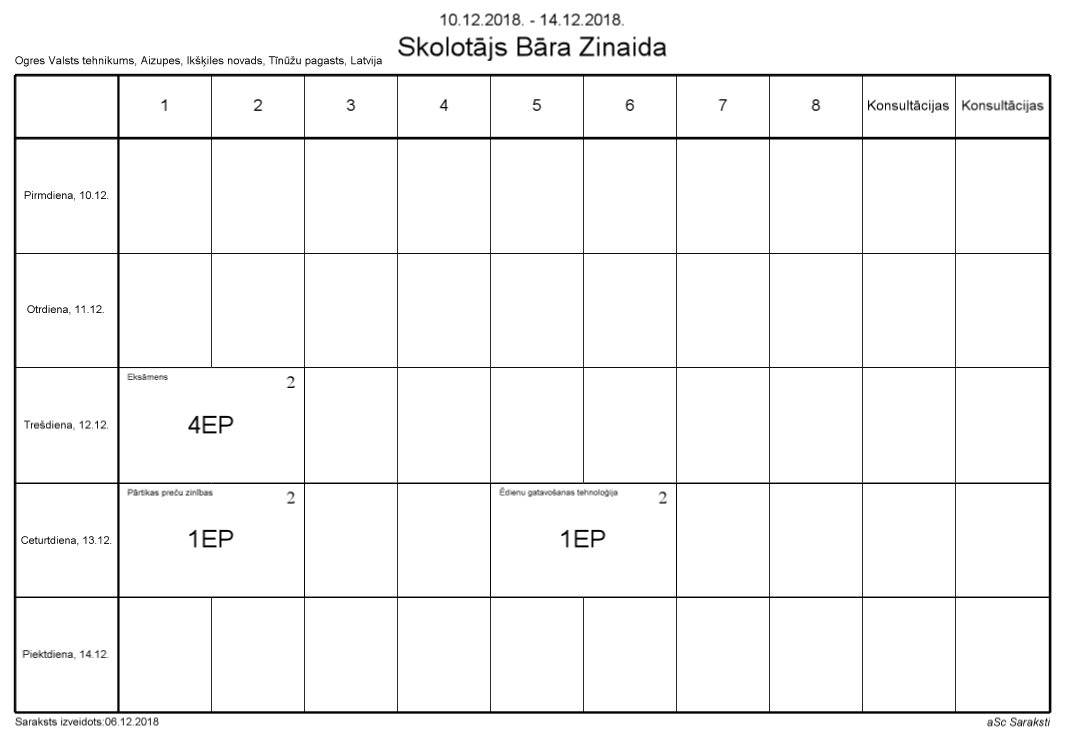 10.12.2018. - 14.12.2018.
Skolotājs Bāra Zinaida
Ogres Valsts tehnikums, Aizupes, Ikšķiles novads, Tīnūžu pagasts, Latvija
1 2 3 4 5 6 7 8 Konsultācijas Konsultācijas
Pirmdiena, 10.12.
Otrdiena, 11.12.
Eksāmens 2
Trešdiena, 12.12. 4EP
Pārtikas preču zinības 2 Ēdienu gatavošanas tehnoloģija 2
Ceturtdiena, 13.12. 1EP 1EP
Piektdiena, 14.12.
Saraksts izveidots:06.12.2018 aSc Saraksti